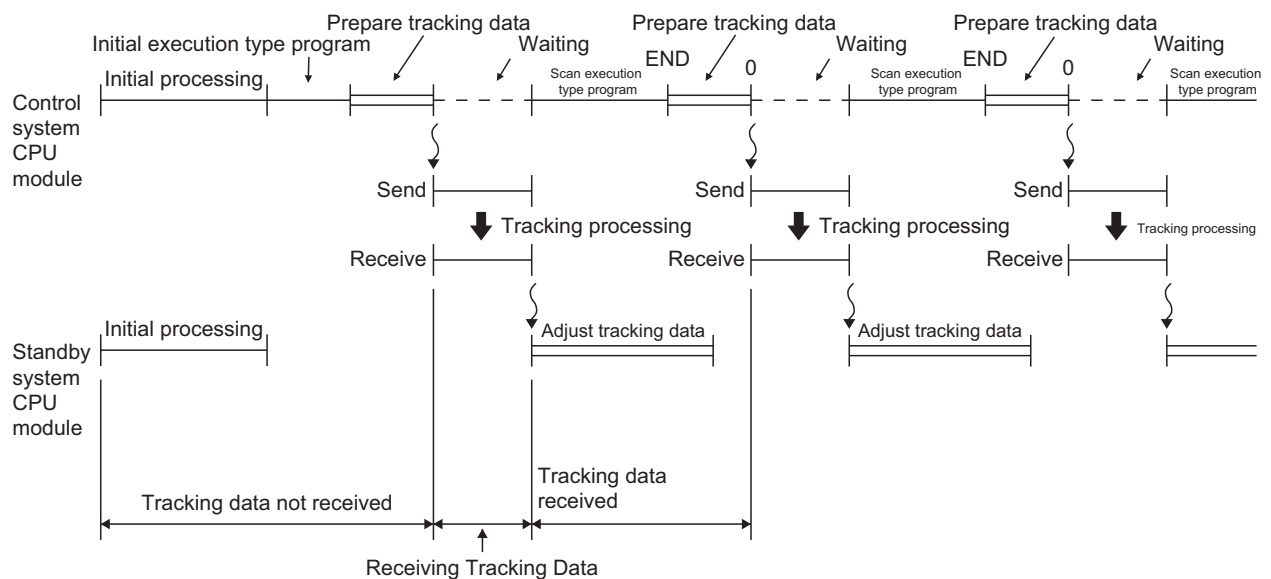 Prepare tracking data
Prepare tracking data
Prepare tracking data
Initial execution type program
Waiting
END
0
Waiting
END
0
Waiting
Initial processing
Scan execution
type program
Scan execution
type program
Scan execution
type program
Control
system
CPU
module
Send
Send
Send
Tracking processing
Tracking processing
Tracking processing
Receive
Receive
Receive
Initial processing
Adjust tracking data
Adjust tracking data
Standby
system
CPU
module
Tracking data not received
Tracking data
received
Receiving Tracking Data